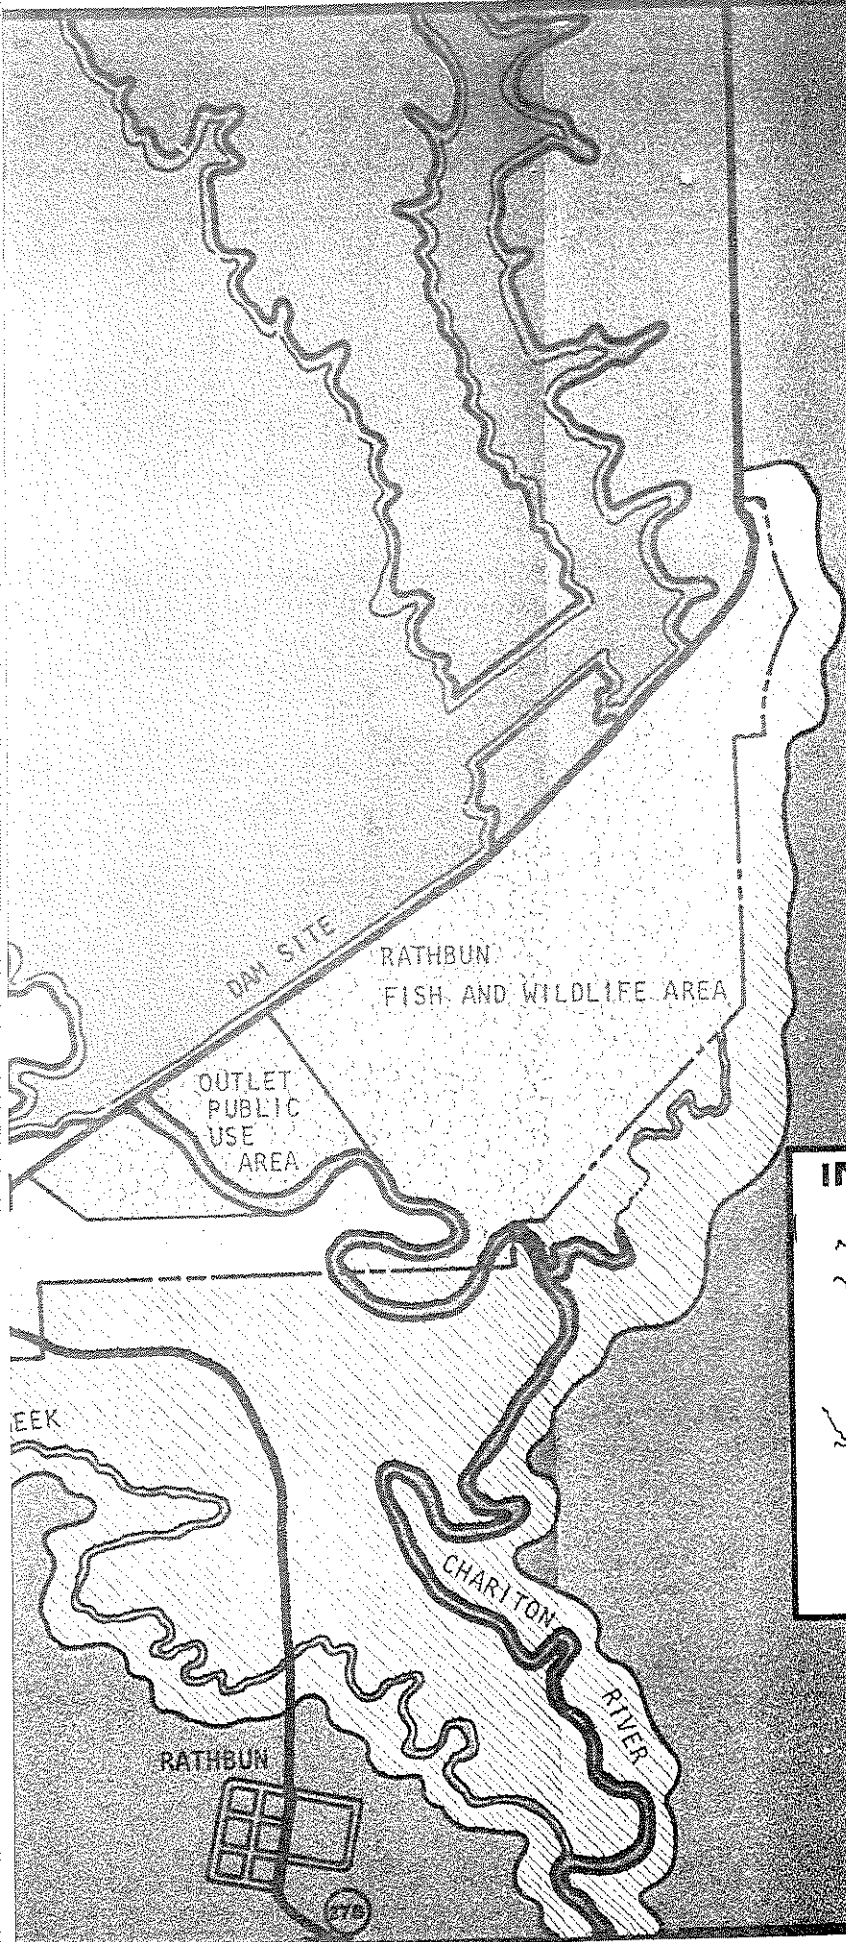 DAM SITE
RATHBUN
FISH AND WILDLIFE AREA
OUTLET
PUBLIC
USE
AREA
EEK
CHARITON
RIVER
RATHBUN